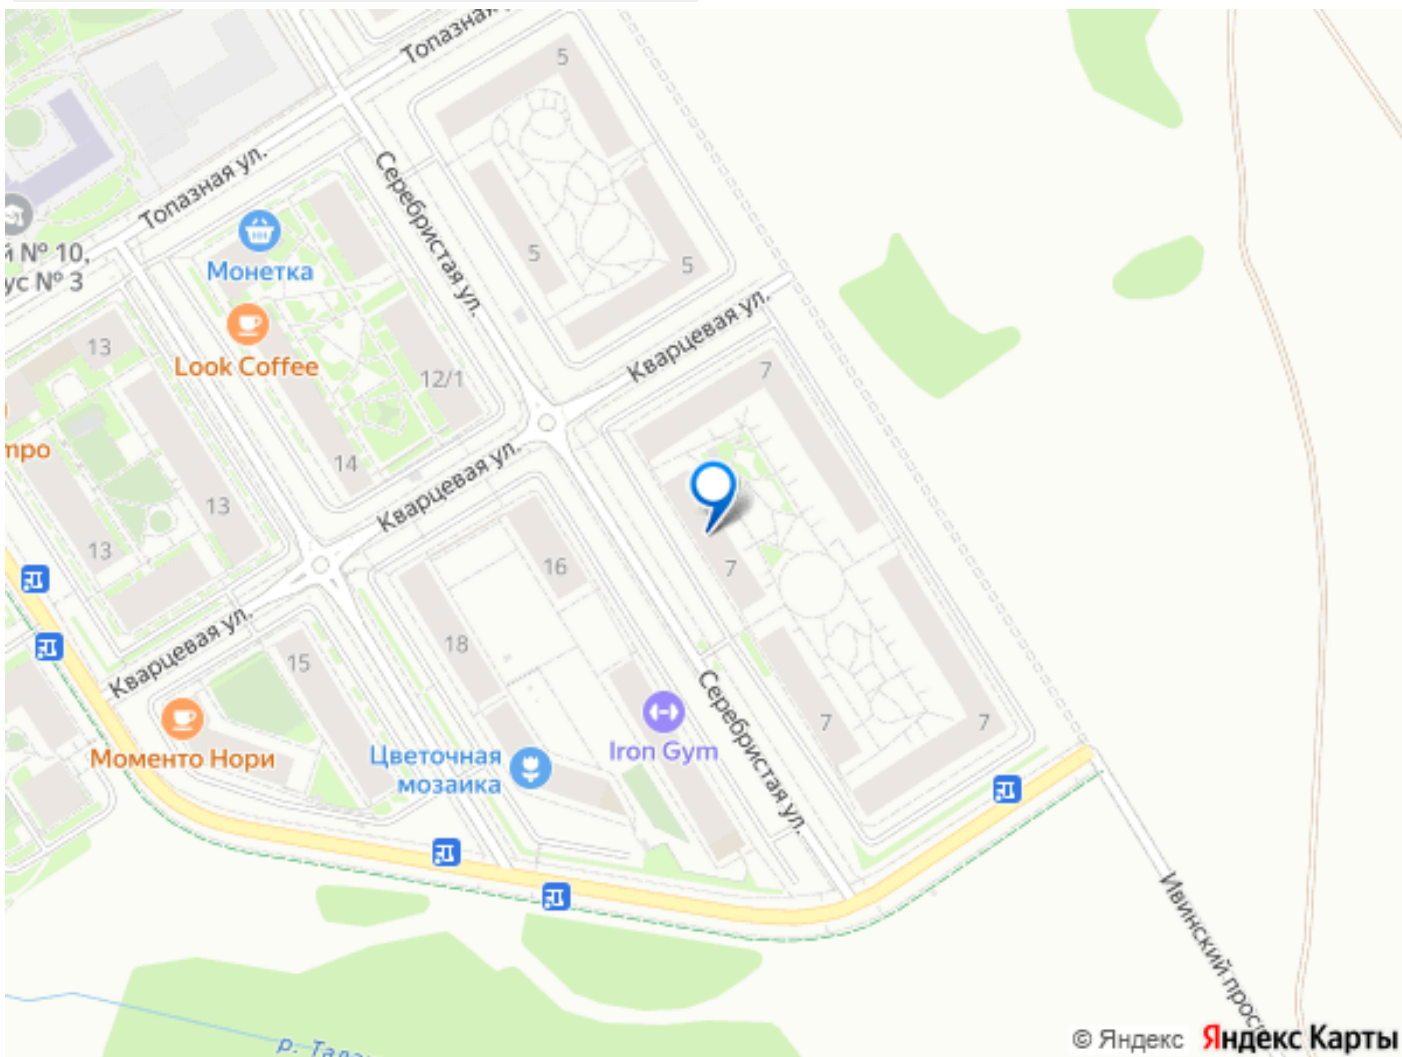 Топазная
5
Топазная ул.
Серебристая ул.
й № 10,
ус № 3
Монетка
5
5
Look Coffee
Кварцевая ул.
13
12/1
7
мпо
14
Кварцевая ул.
13
13
16
7
Кварцевая ул.
15
18
Моменто Нори
Цветочная
мозаика
Iron Gym
Серебристая ул.
7
7
Ивинский
р.
© Яндекс
Яндекс Карты